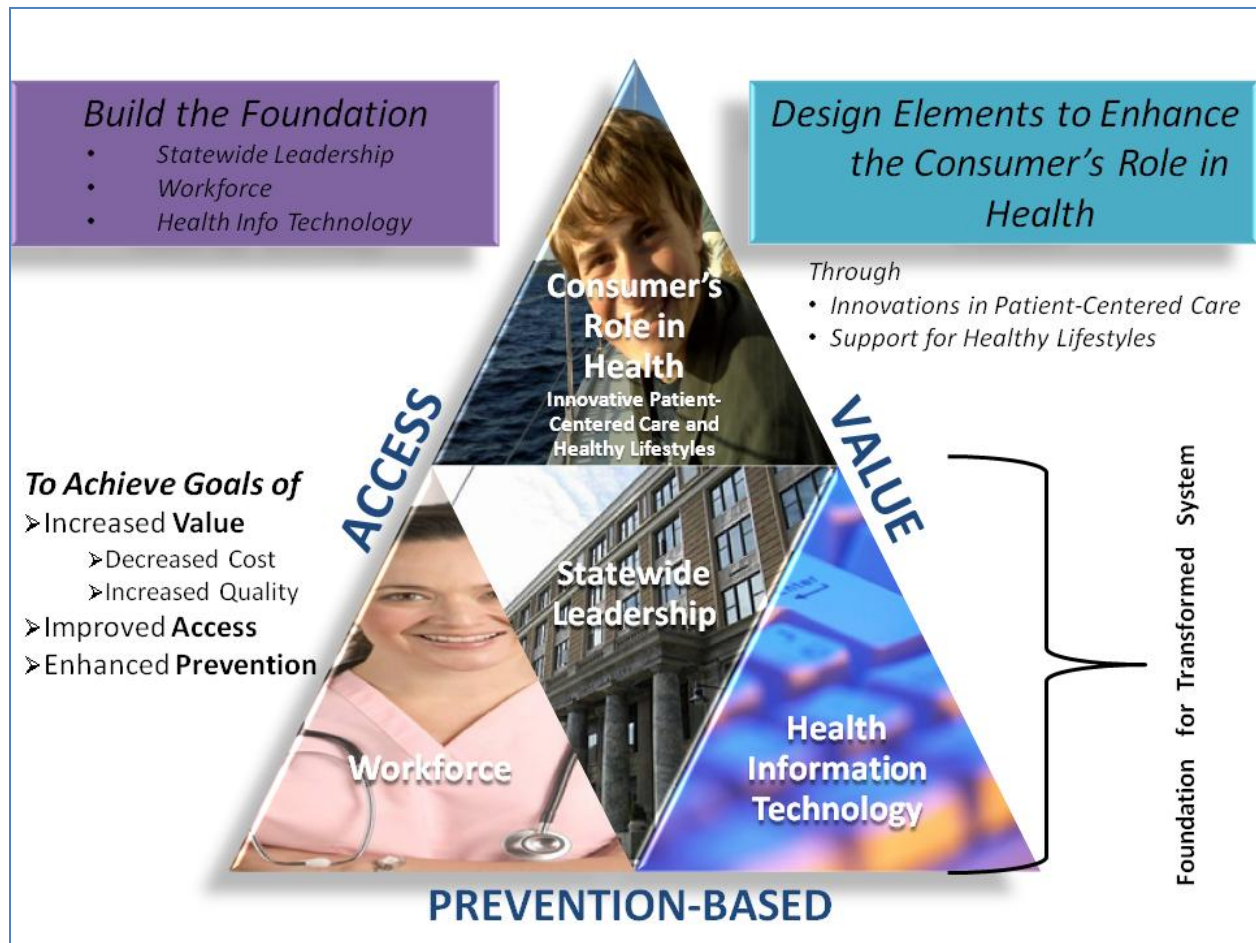 Build the Foundation
• Statewide Leadership
• Workforce
• Health Info Technology
Design Elements to Enhance
the Consumer's Role in
Health
Through
• Innovations in Patient-Centered Care
• Support for Healthy Lifestyles
Consumer's
Role in
Health
Innovative Patient-
Centered Care and
Healthy Lifestyles
ACCESS
VALUE
To Achieve Goals of
➢Increased Value
➢Decreased Cost
➢Increased Quality
➢Improved Access
➢Enhanced Prevention
Statewide
Leadership
Workforce
enter
Health
Information
Technology
Foundation for Transformed System
PREVENTION-BASED